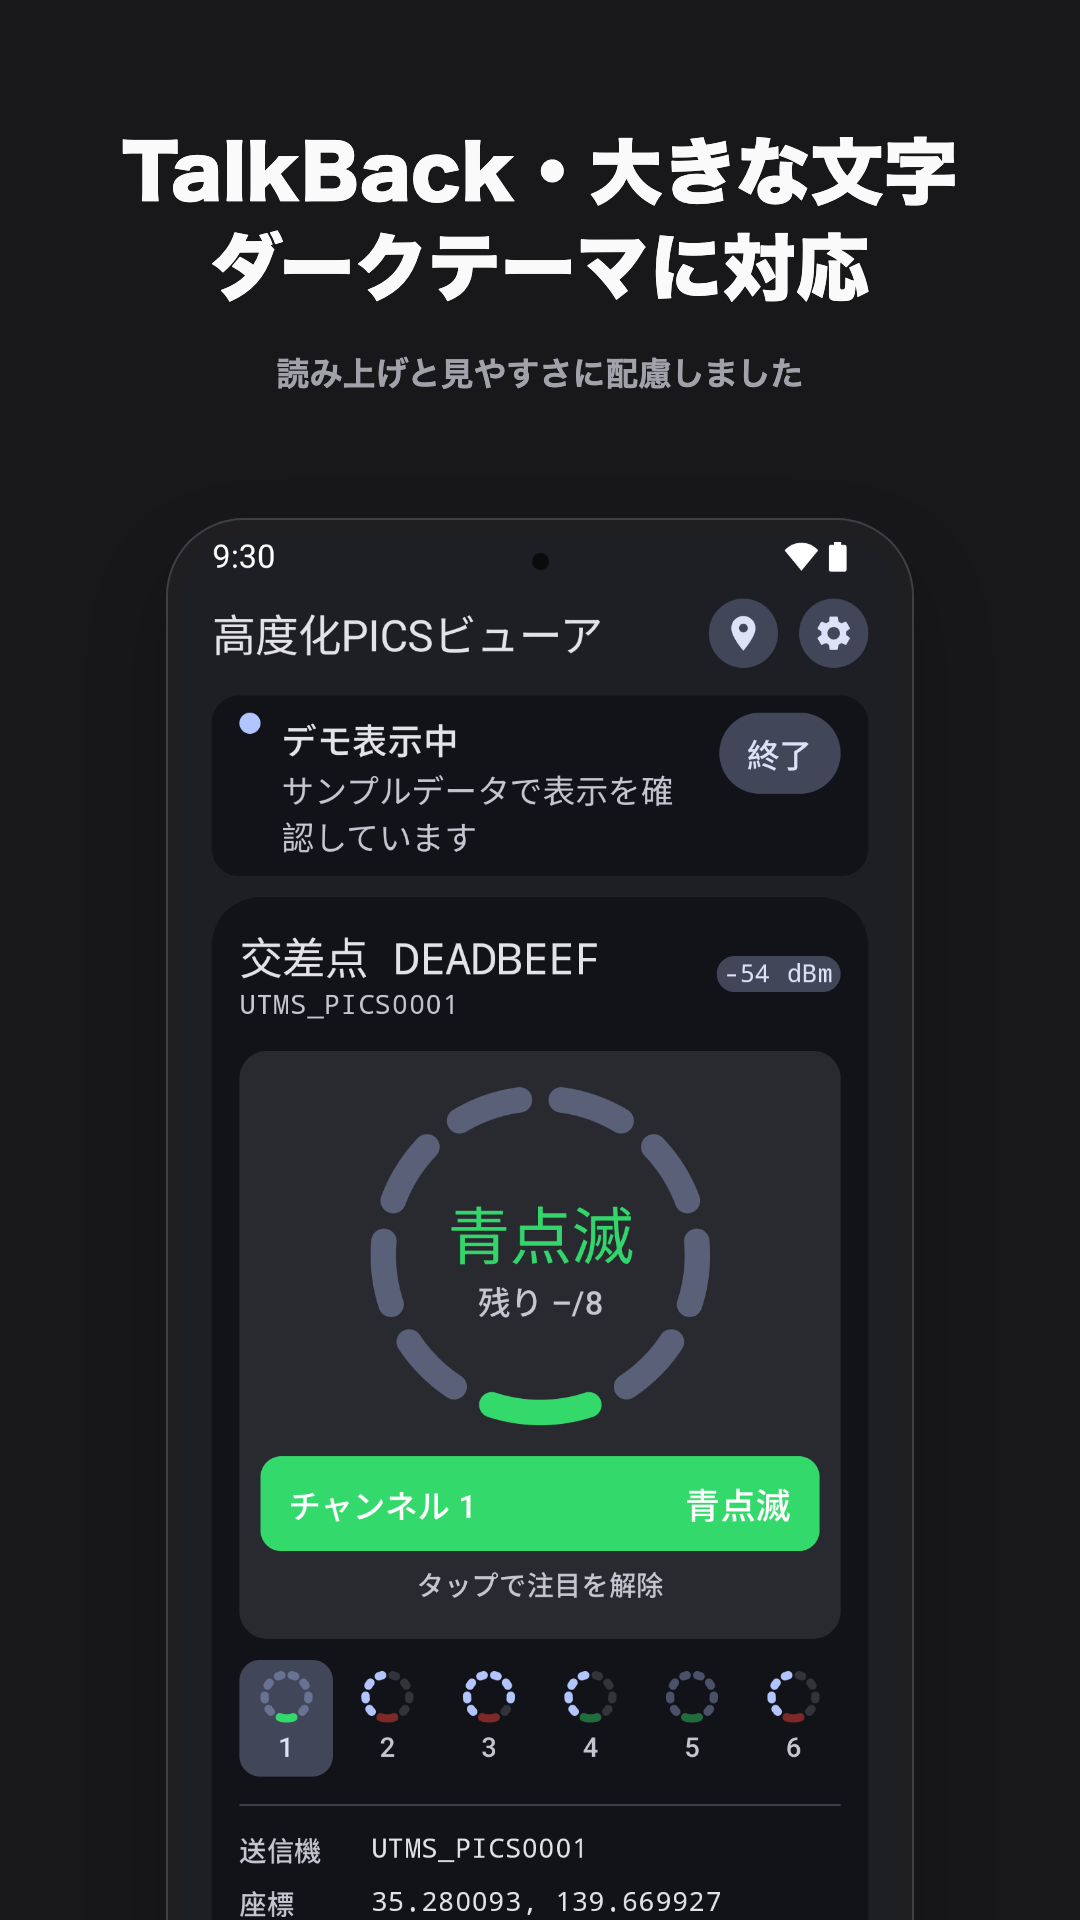 TalkBack・大きな文字
ダークテーマに対応
読み上げと見やすさに配慮しました
9:30
高度化PICSビューア
デモ表示中
終了
サンプルデータで表示を確
認しています
交差点 DEADBEEF
-54 dBm
UTMS_PICS0001
青点滅
残り –/8
チャンネル 1 青点滅
タップで注目を解除
1 2 3 4 5 6
送信機 UTMS_PICS0001
座標 35.280093, 139.669927